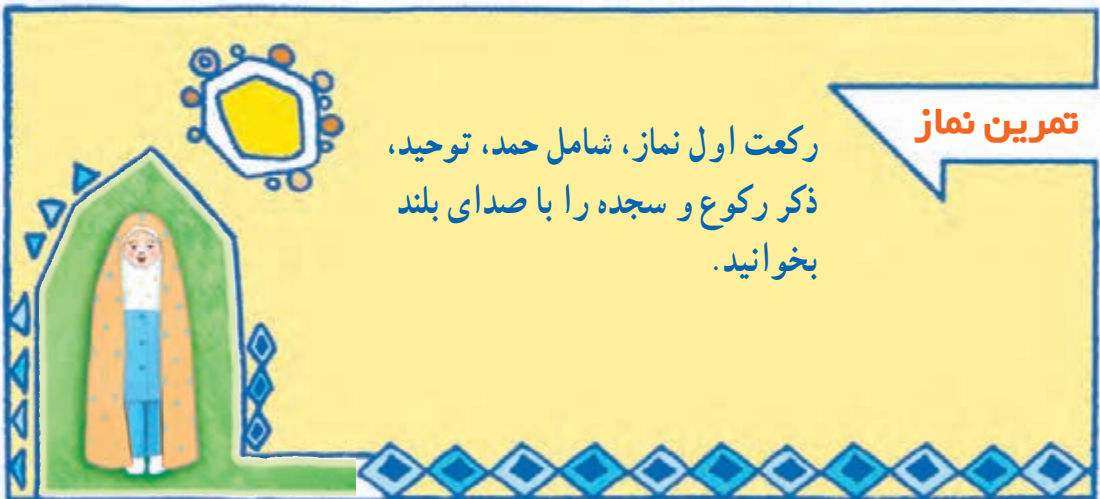 تمرین نماز
رکعت اول نماز، شامل حمد، توحید،
ذکر رکوع و سجده را با صدای بلند
بخوانید.